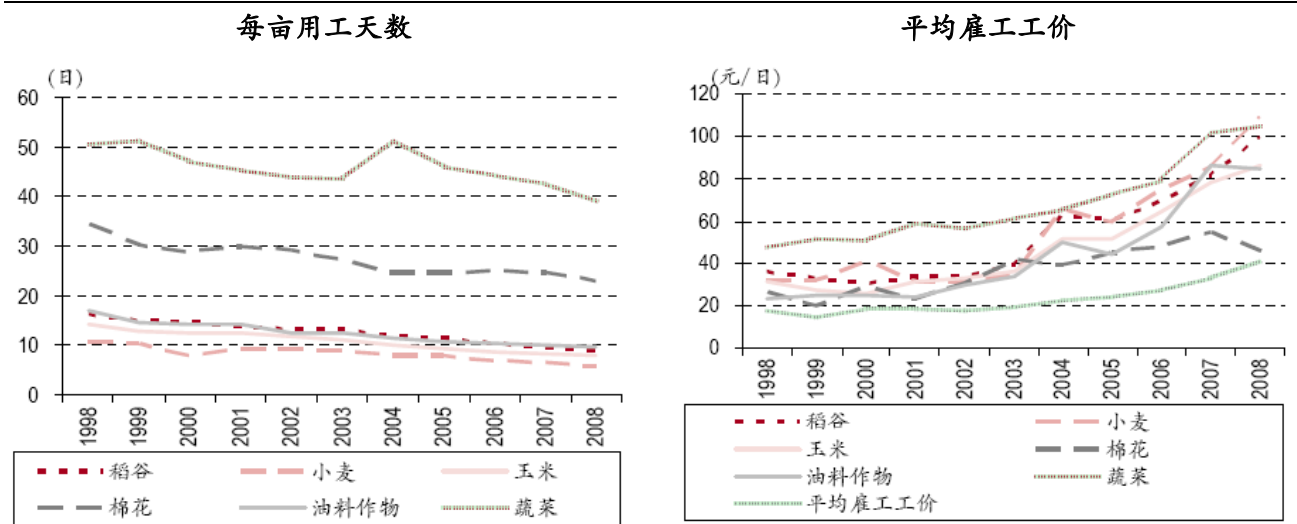 每亩用工天数
(日)
60
50
40
30
20
10
0
1998
1999
2000
2001
2002
2003
2004
2005
2006
2007
2008
稻谷
小麦
玉米
棉花
油料作物
蔬菜
平均雇工工价
(元/日)
120
100
80
60
40
20
0
1998
1999
2000
2001
2002
2003
2004
2005
2006
2007
2008
稻谷
小麦
玉米
棉花
油料作物
蔬菜
平均雇工工价